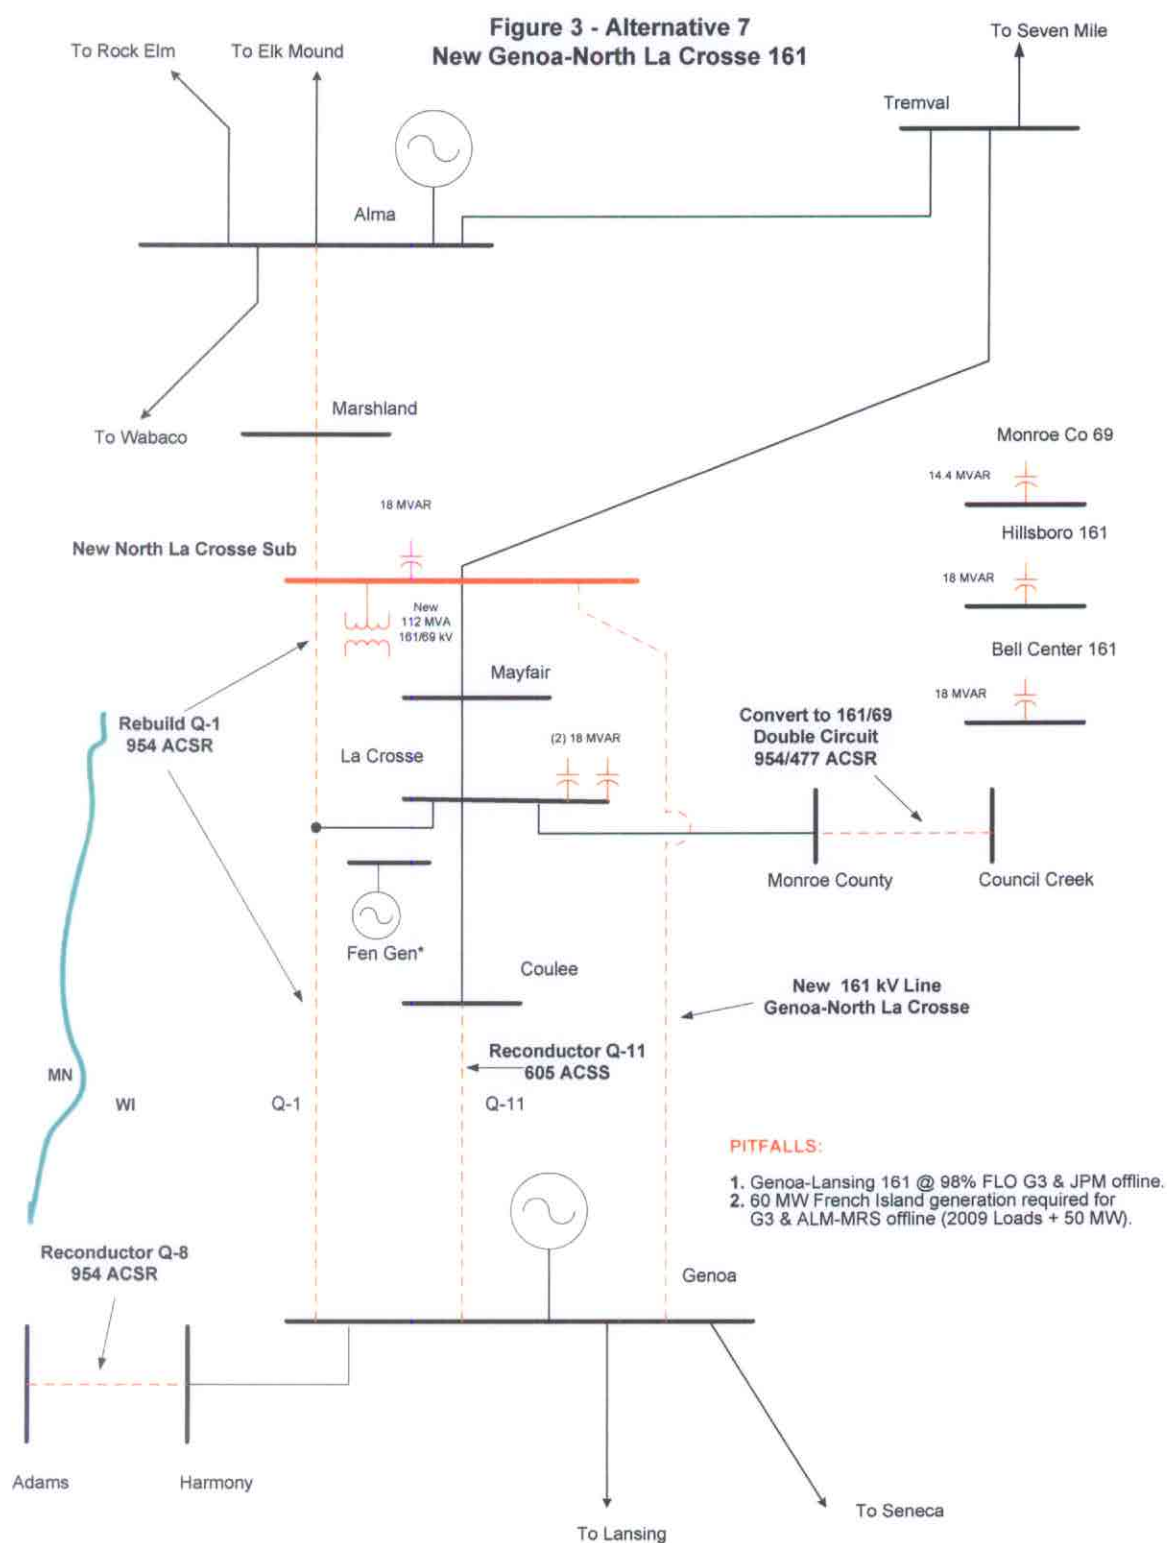 Figure 3 - Alternative 7
New Genoa-North La Crosse 161
To Rock Elm
To Elk Mound
To Seven Mile
Tremval
Alma
Marshland
To Wabaco
Monroe Co 69
14.4 MVAR
18 MVAR
Hillsboro 161
New North La Crosse Sub
18 MVAR
New
112 MVA
161/69 kV
Bell Center 161
Mayfair
18 MVAR
Rebuild Q-1
954 ACSR
Convert to 161/69
Double Circuit
954/477 ACSR
La Crosse
(2) 18 MVAR
Monroe County
Council Creek
Fen Gen*
Coulee
New 161 kV Line
Genoa-North La Crosse
Reconductor Q-11
605 ACSS
MN
WI
Q-1
Q-11
PITFALLS:
1. Genoa-Lansing 161 @ 98% FLO G3 & JPM offline.
2. 60 MW French Island generation required for
G3 & ALM-MRS offline (2009 Loads + 50 MW).
Reconductor Q-8
954 ACSR
Genoa
Adams
Harmony
To Seneca
To Lansing